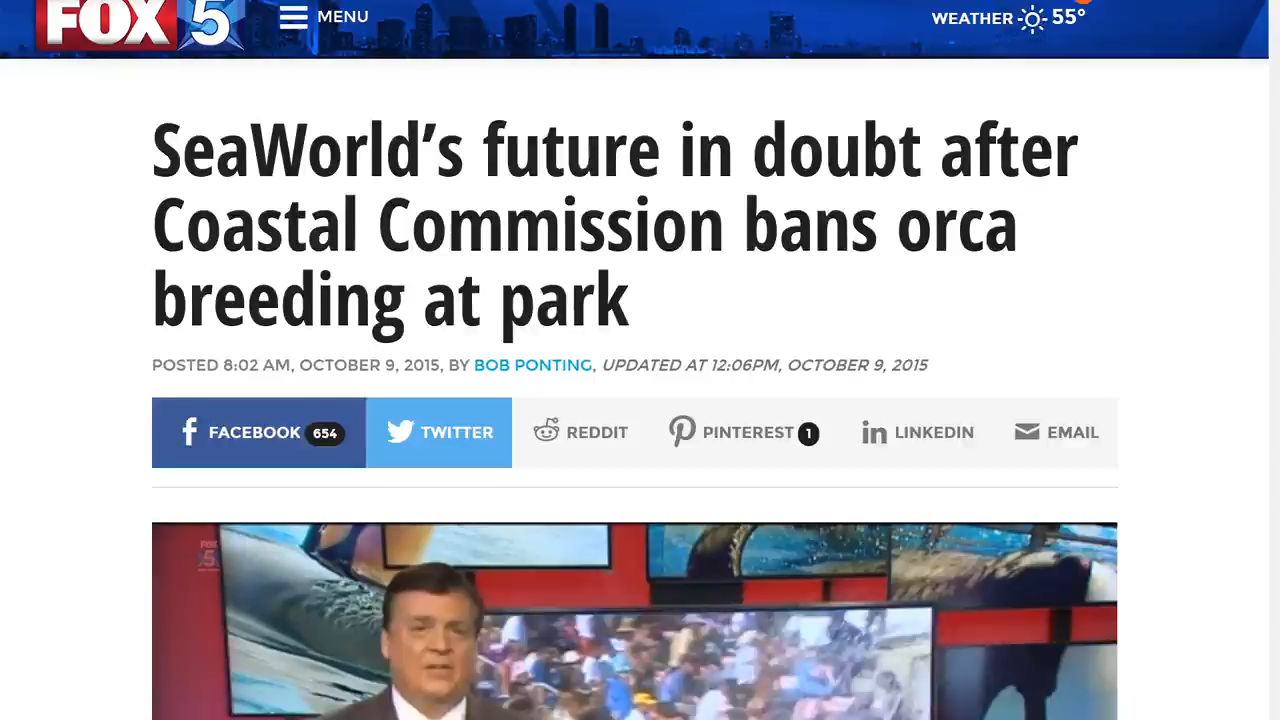 FOX 5
MENU
WEATHER 55°
SeaWorld’s future in doubt after
Coastal Commission bans orca
breeding at park
POSTED 8:02 AM, OCTOBER 9, 2015, BY BOB PONTING, UPDATED AT 12:06PM, OCTOBER 9, 2015
FACEBOOK 654 TWITTER REDDIT PINTEREST 1 LINKEDIN EMAIL
FOX
5